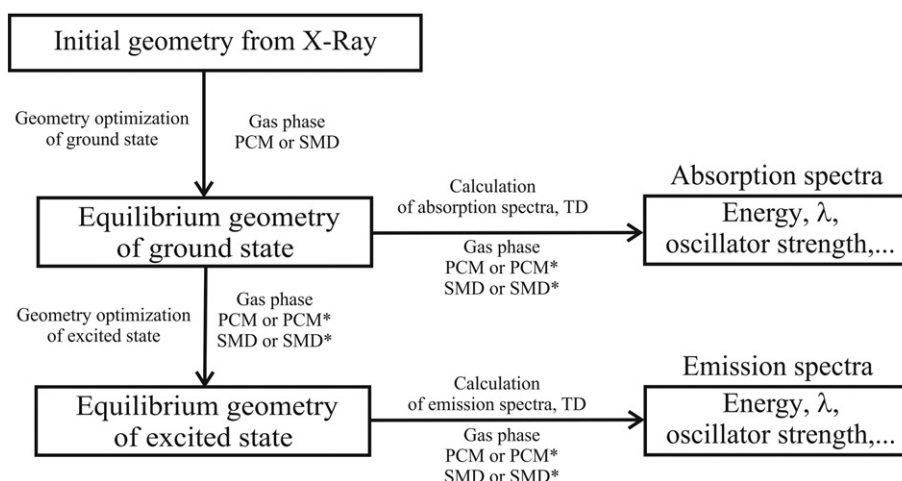 Initial geometry from X-Ray
Geometry optimization
of ground state
Gas phase
PCM or SMD
Equilibrium geometry
of ground state
Calculation
of absorption spectra, TD
Gas phase
PCM or PCM*
SMD or SMD*
Absorption spectra
Energy, λ,
oscillator strength,...
Geometry optimization
of excited state
Gas phase
PCM or PCM*
SMD or SMD*
Equilibrium geometry
of excited state
Calculation
of emission spectra, TD
Gas phase
PCM or PCM*
SMD or SMD*
Emission spectra
Energy, λ,
oscillator strength,...